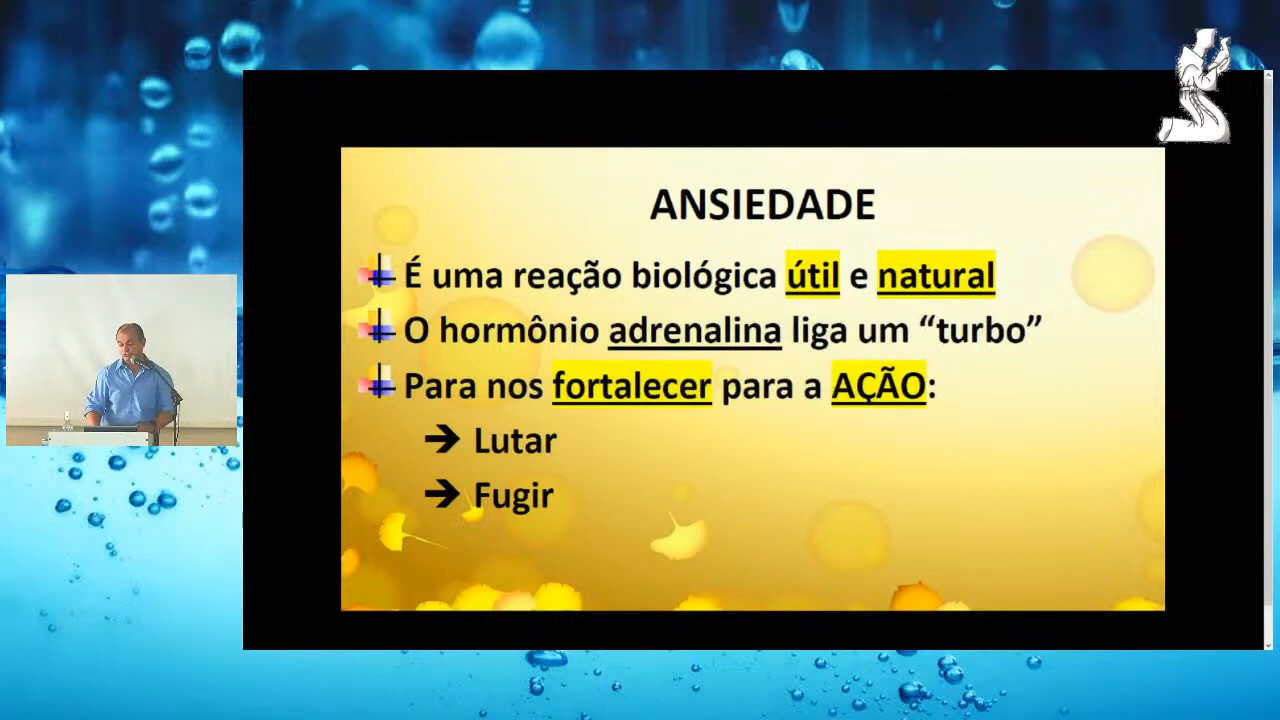 ANSIEDADE
É uma reação biológica útil e natural
O hormônio adrenalina liga um “turbo”
Para nos fortalecer para a AÇÃO:
➔ Lutar
➔ Fugir